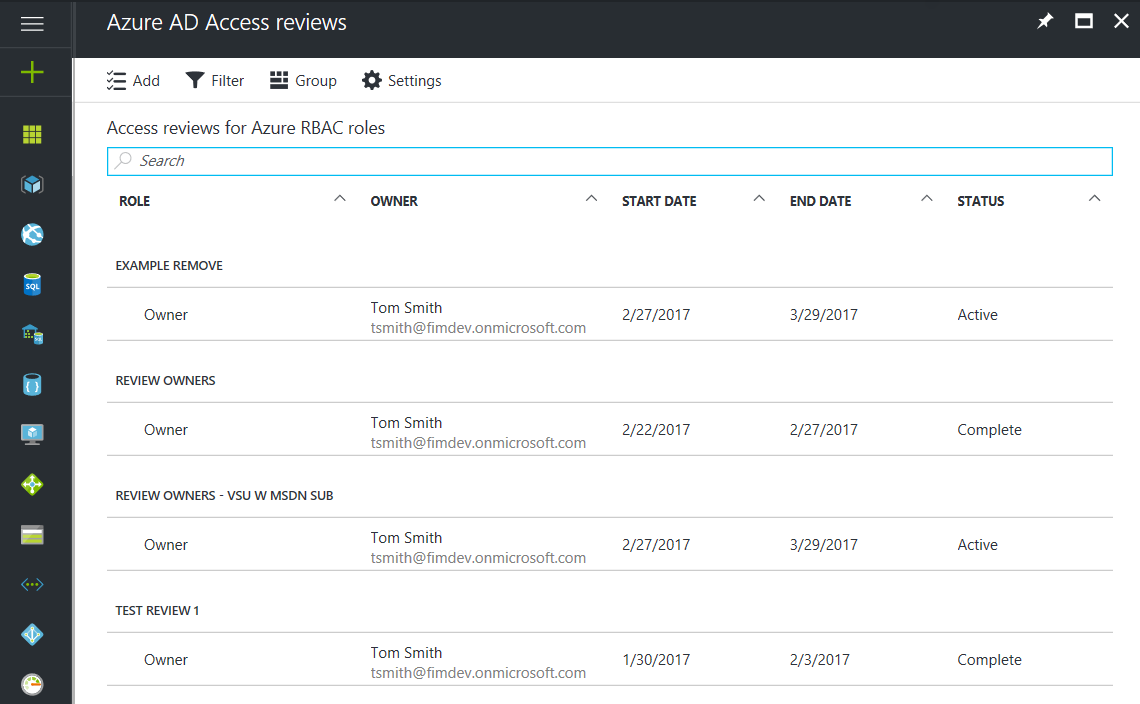 Azure AD Access reviews
Add Filter Group Settings
Access reviews for Azure RBAC roles
Search
ROLE OWNER START DATE END DATE STATUS
EXAMPLE REMOVE
Owner Tom Smith 2/27/2017 3/29/2017 Active
tsmith@fimdev.onmicrosoft.com
REVIEW OWNERS
Owner Tom Smith 2/22/2017 2/27/2017 Complete
tsmith@fimdev.onmicrosoft.com
REVIEW OWNERS - VSU W MSDN SUB
Owner Tom Smith 2/27/2017 3/29/2017 Active
tsmith@fimdev.onmicrosoft.com
TEST REVIEW 1
Owner Tom Smith 1/30/2017 2/3/2017 Complete
tsmith@fimdev.onmicrosoft.com
SQL